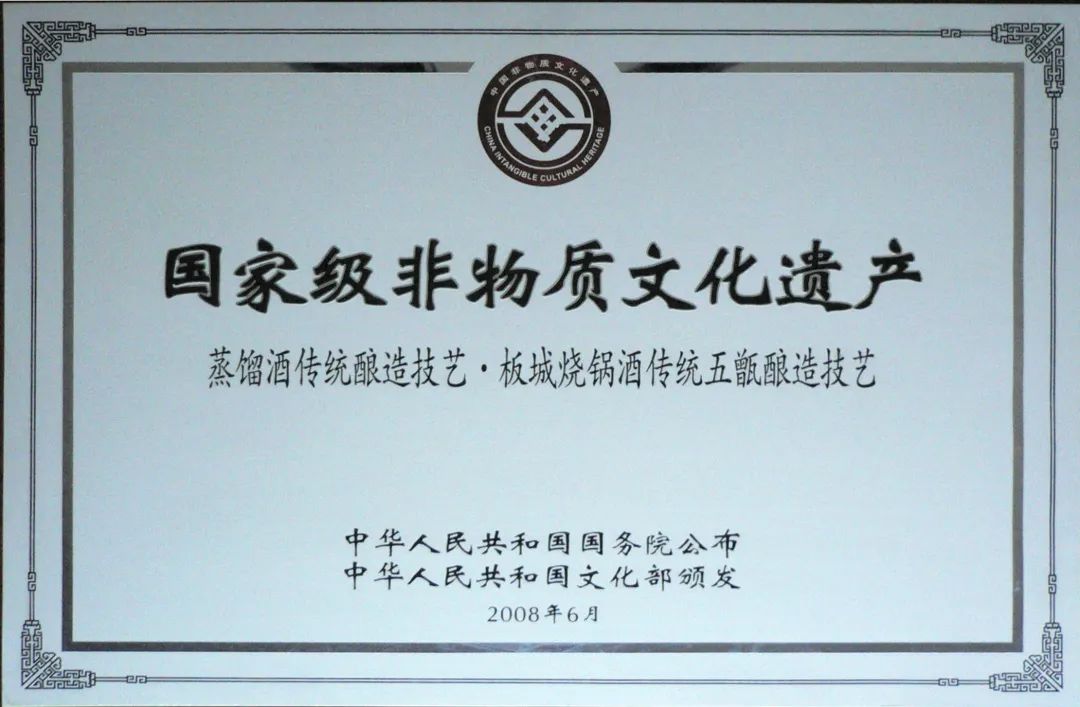 中国非物质文化遗产
CHINA INTANGIBLE CULTURAL HERITAGE
国家级非物质文化遗产
蒸馏酒传统酿造技艺·板城烧锅酒传统五甑酿造技艺
中华人民共和国国务院公布
中华人民共和国文化部颁发
2008年6月